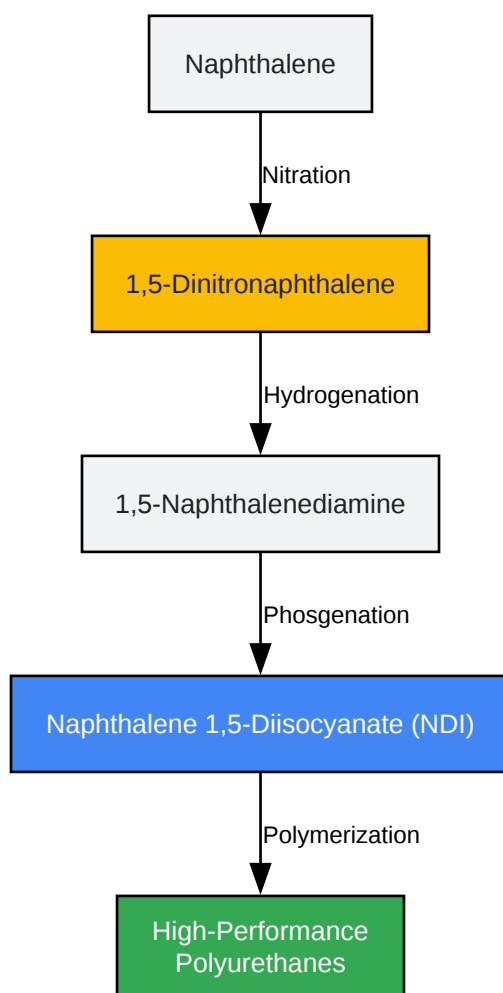 Naphthalene
Nitration
1,5-Dinitronaphthalene
Hydrogenation
1,5-Naphthalenediamine
Phosgenation
Naphthalene 1,5-Diisocyanate (NDI)
Polymerization
High-Performance
Polyurethanes